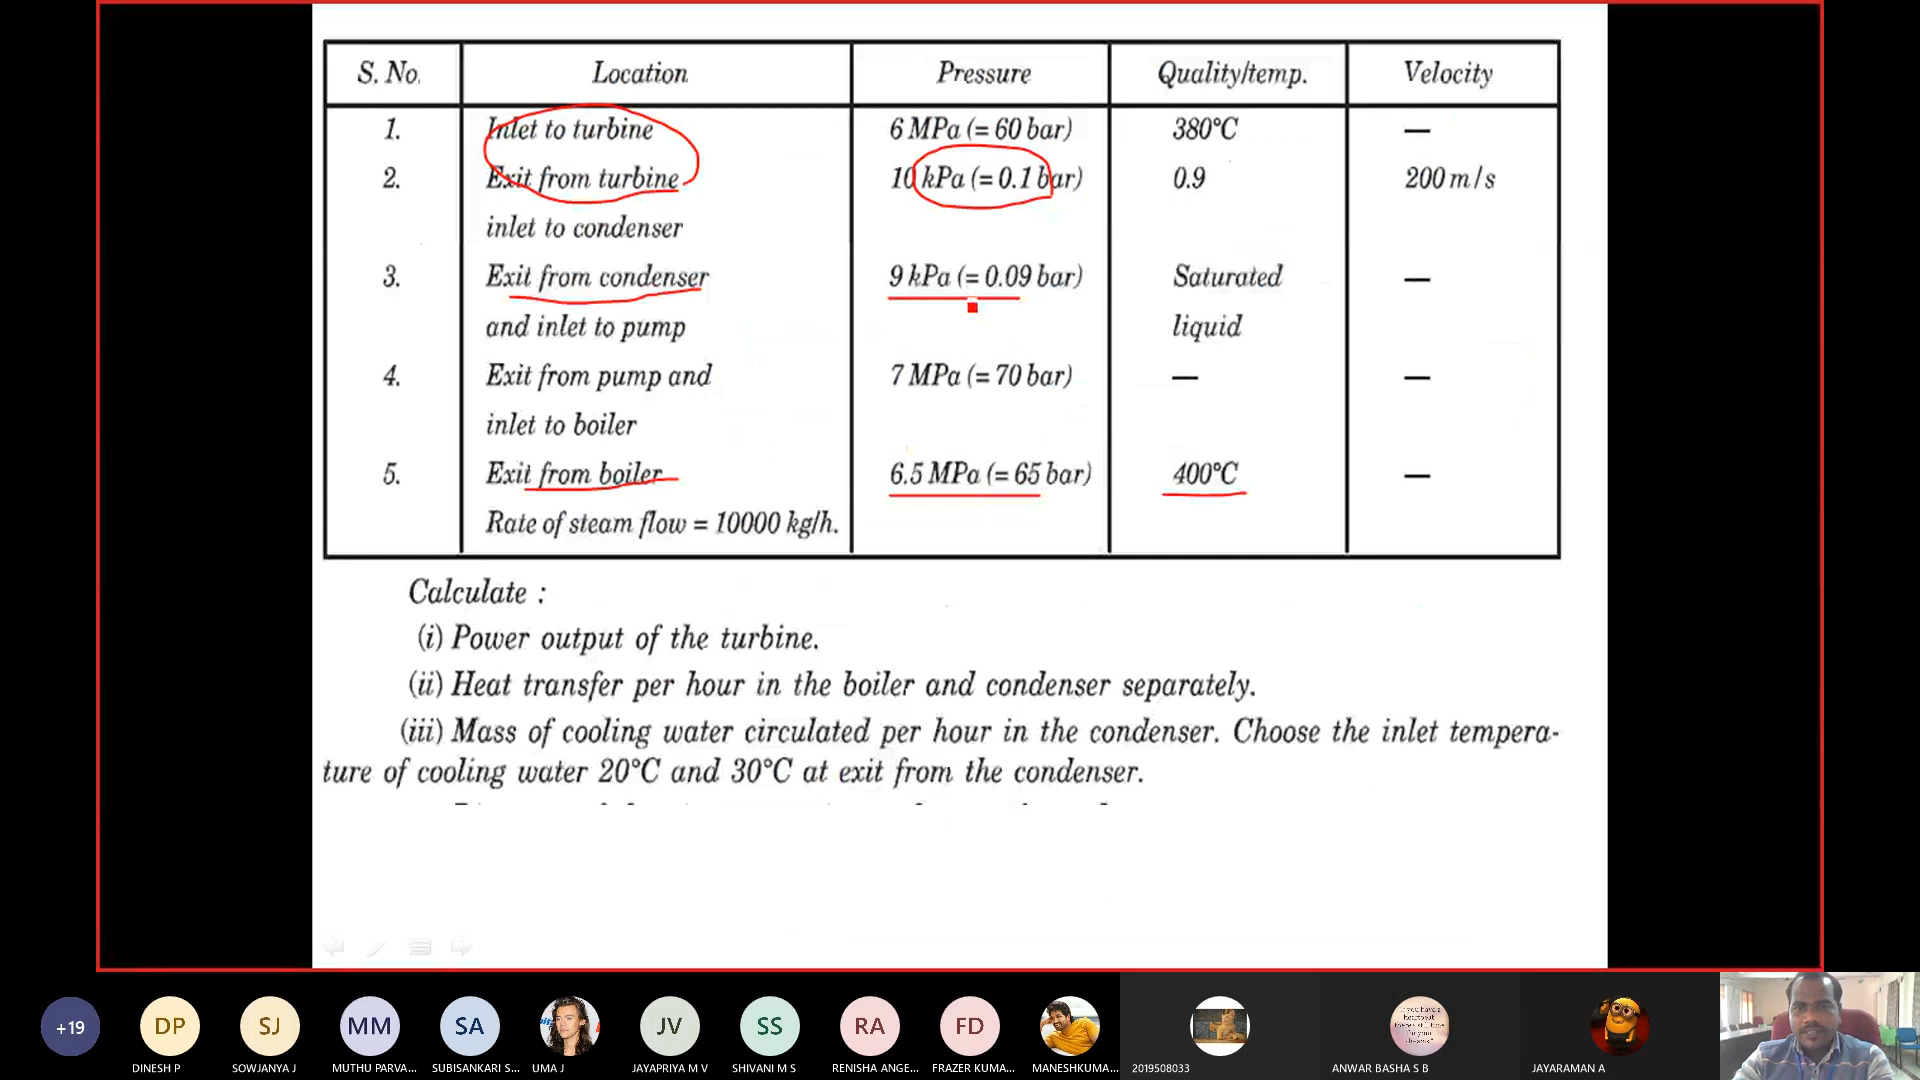 S. No. Location Pressure Quality/temp. Velocity
1. Inlet to turbine 6 MPa (= 60 bar) 380°C —
2. Exit from turbine 10 kPa (= 0.1 bar) 0.9 200 m/s
inlet to condenser
3. Exit from condenser 9 kPa (= 0.09 bar) Saturated —
and inlet to pump liquid
4. Exit from pump and 7 MPa (= 70 bar) — —
inlet to boiler
5. Exit from boiler 6.5 MPa (= 65 bar) 400°C —
Rate of steam flow = 10000 kg/h.
Calculate :
(i) Power output of the turbine.
(ii) Heat transfer per hour in the boiler and condenser separately.
(iii) Mass of cooling water circulated per hour in the condenser. Choose the inlet tempera-
ture of cooling water 20°C and 30°C at exit from the condenser.
+19 DP SJ MM SA JV SS RA FD
DINESH P SOWJANYA J MUTHU PARVA... SUBISANKARI S... UMA J JAYAPRIYA M V SHIVANI M S RENISHA ANGE... FRAZER KUMA... MANESHKUMA... 2019508033 ANWAR BASHA S B JAYARAMAN A